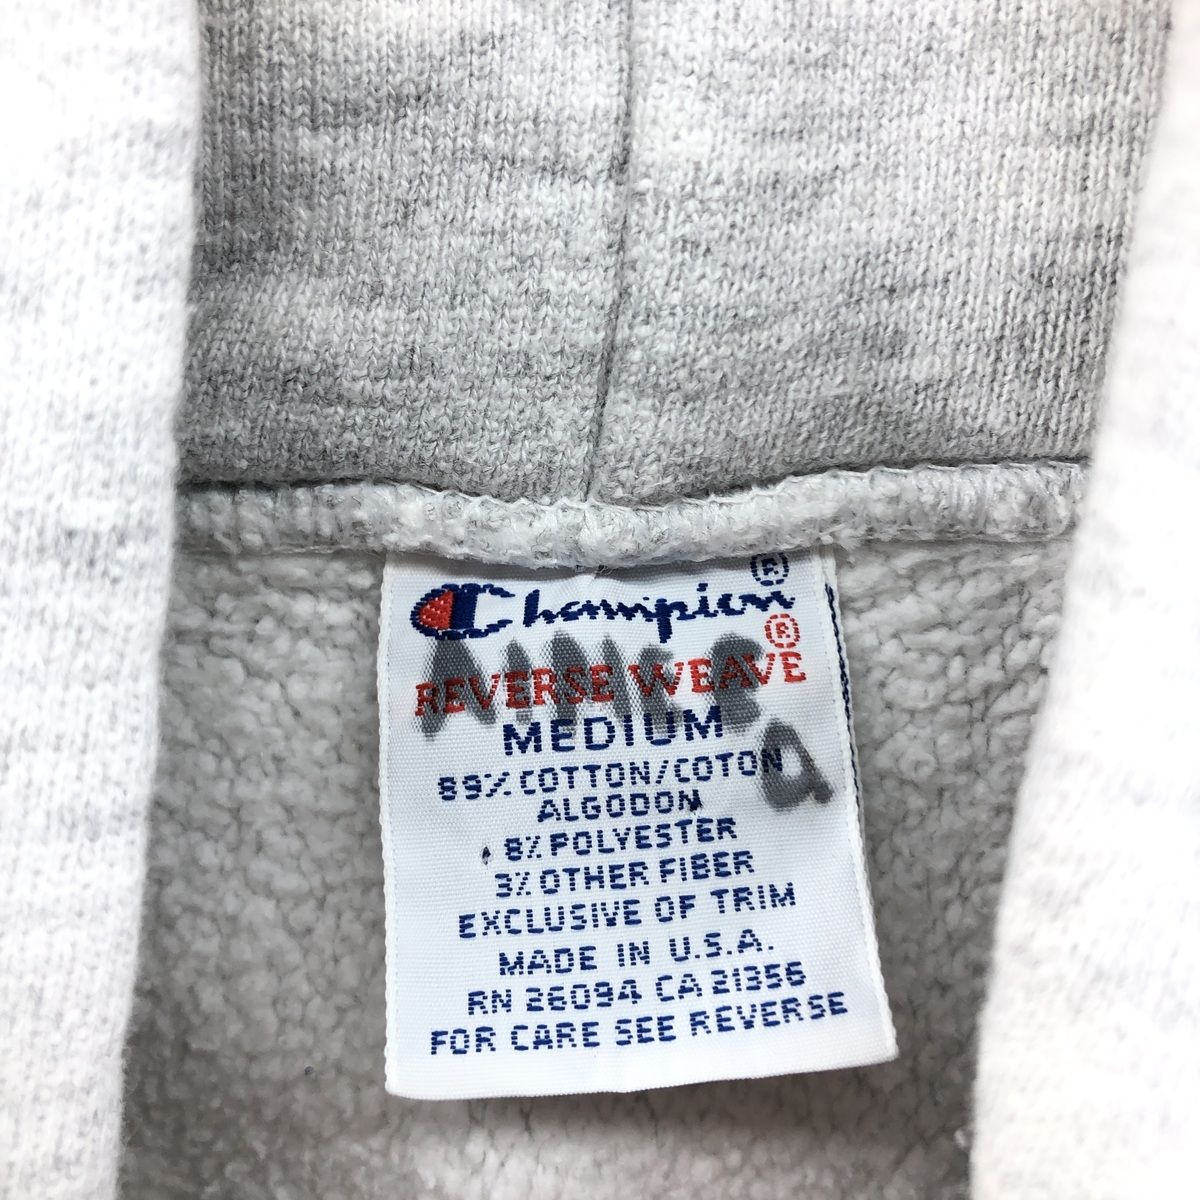 Champion®
REVERSE WEAVE®
MEDIUM
89% COTTON/COTON
ALGODON
8% POLYESTER
3% OTHER FIBER
EXCLUSIVE OF TRIM
MADE IN U.S.A.
RN 26094 CA 21356
FOR CARE SEE REVERSE